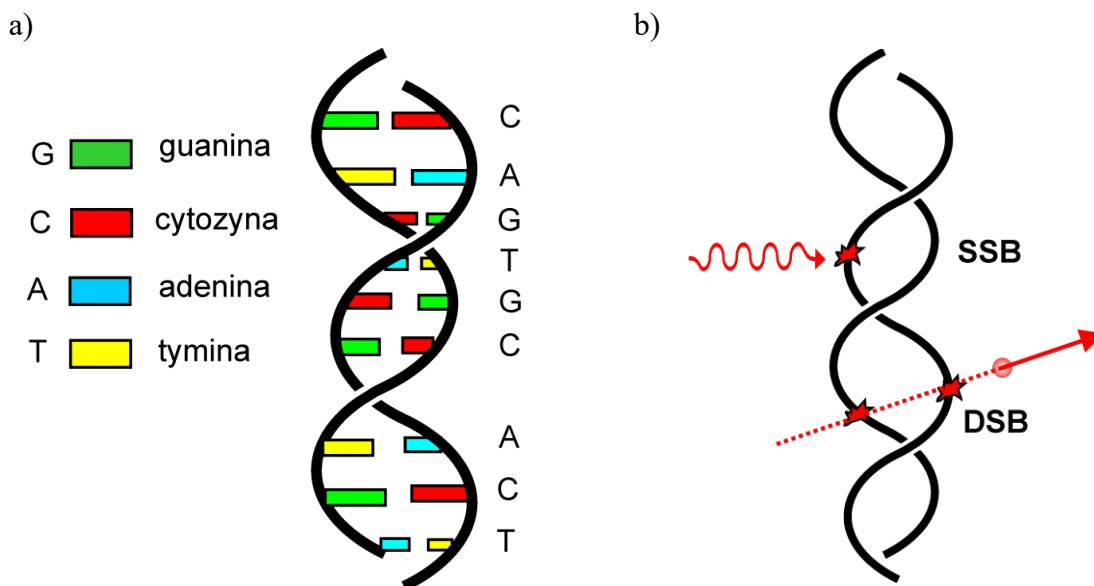 a)
G guanina
C cytozyna
A adenina
T tymina
C
A
G
T
G
C
A
C
T
b)
SSB
DSB